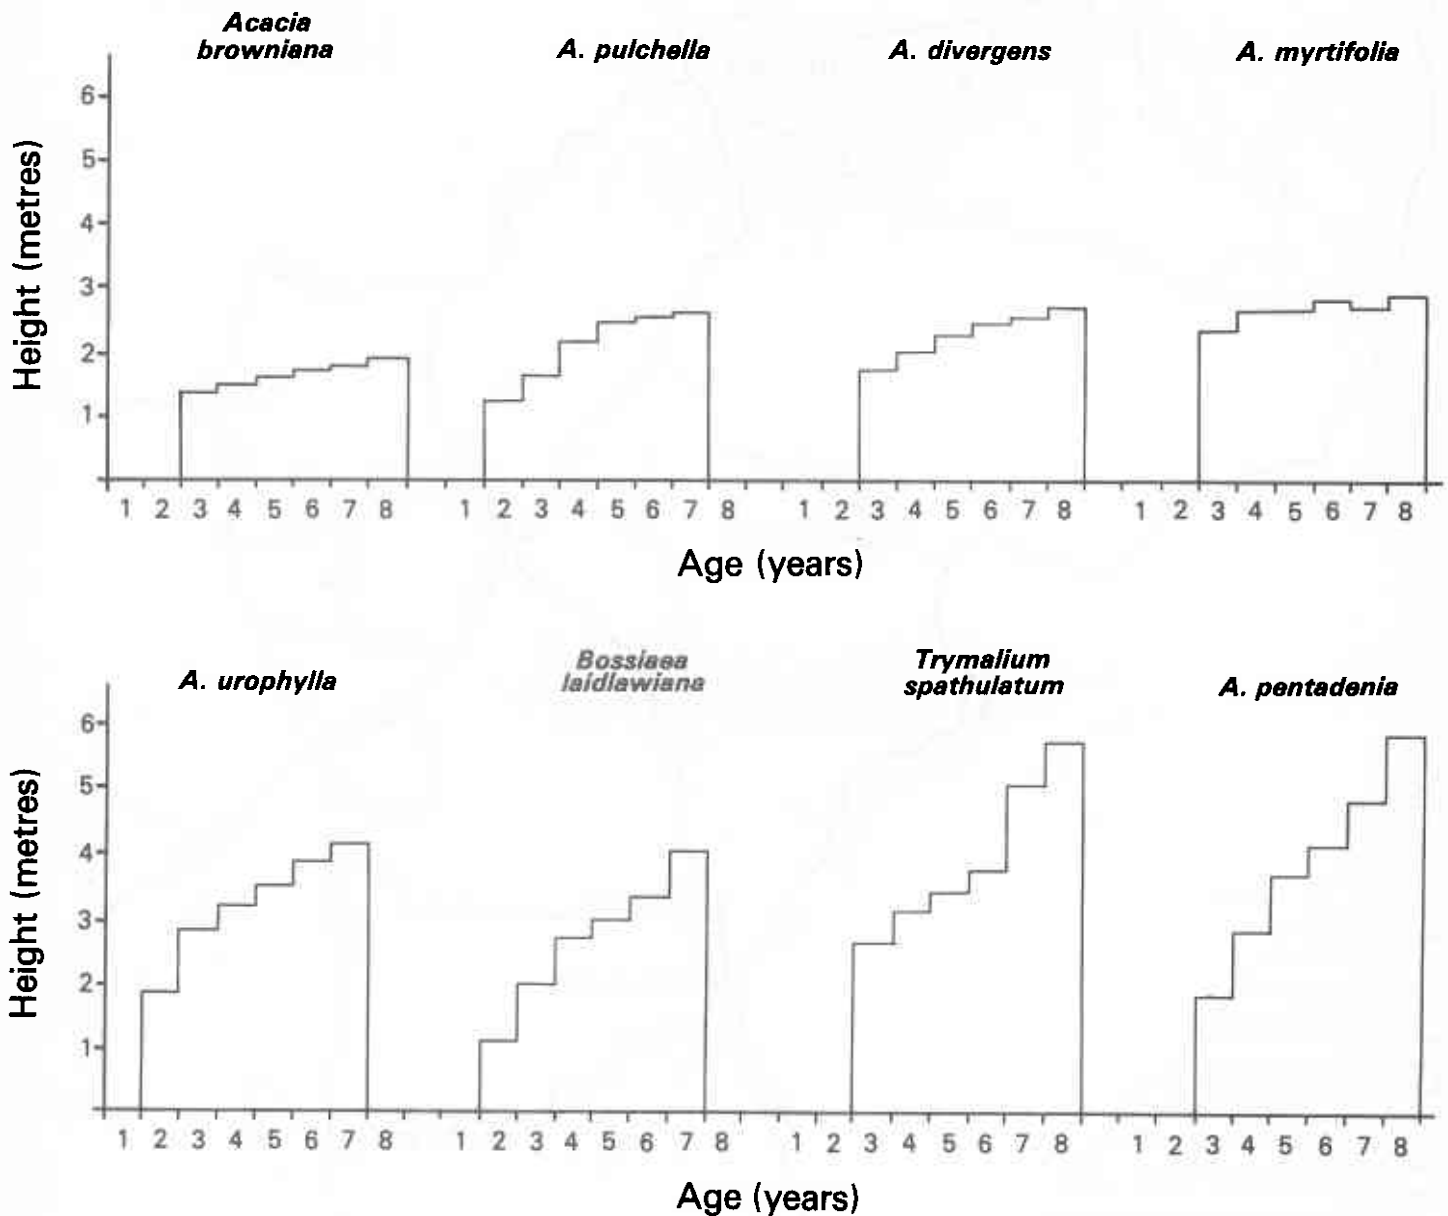 Acacia
browniana
A. pulchella
A. divergens
A. myrtifolia
Height (metres)
6
5
4
3
2
1
1 2 3 4 5 6 7 8 1 2 3 4 5 6 7 8 1 2 3 4 5 6 7 8 1 2 3 4 5 6 7 8
Age (years)
A. urophylla
Bossiaea
laidlawiana
Trymalium
spathulatum
A. pentadenia
Height (metres)
6
5
4
3
2
1
1 2 3 4 5 6 7 8 1 2 3 4 5 6 7 8 1 2 3 4 5 6 7 8 1 2 3 4 5 6 7 8
Age (years)